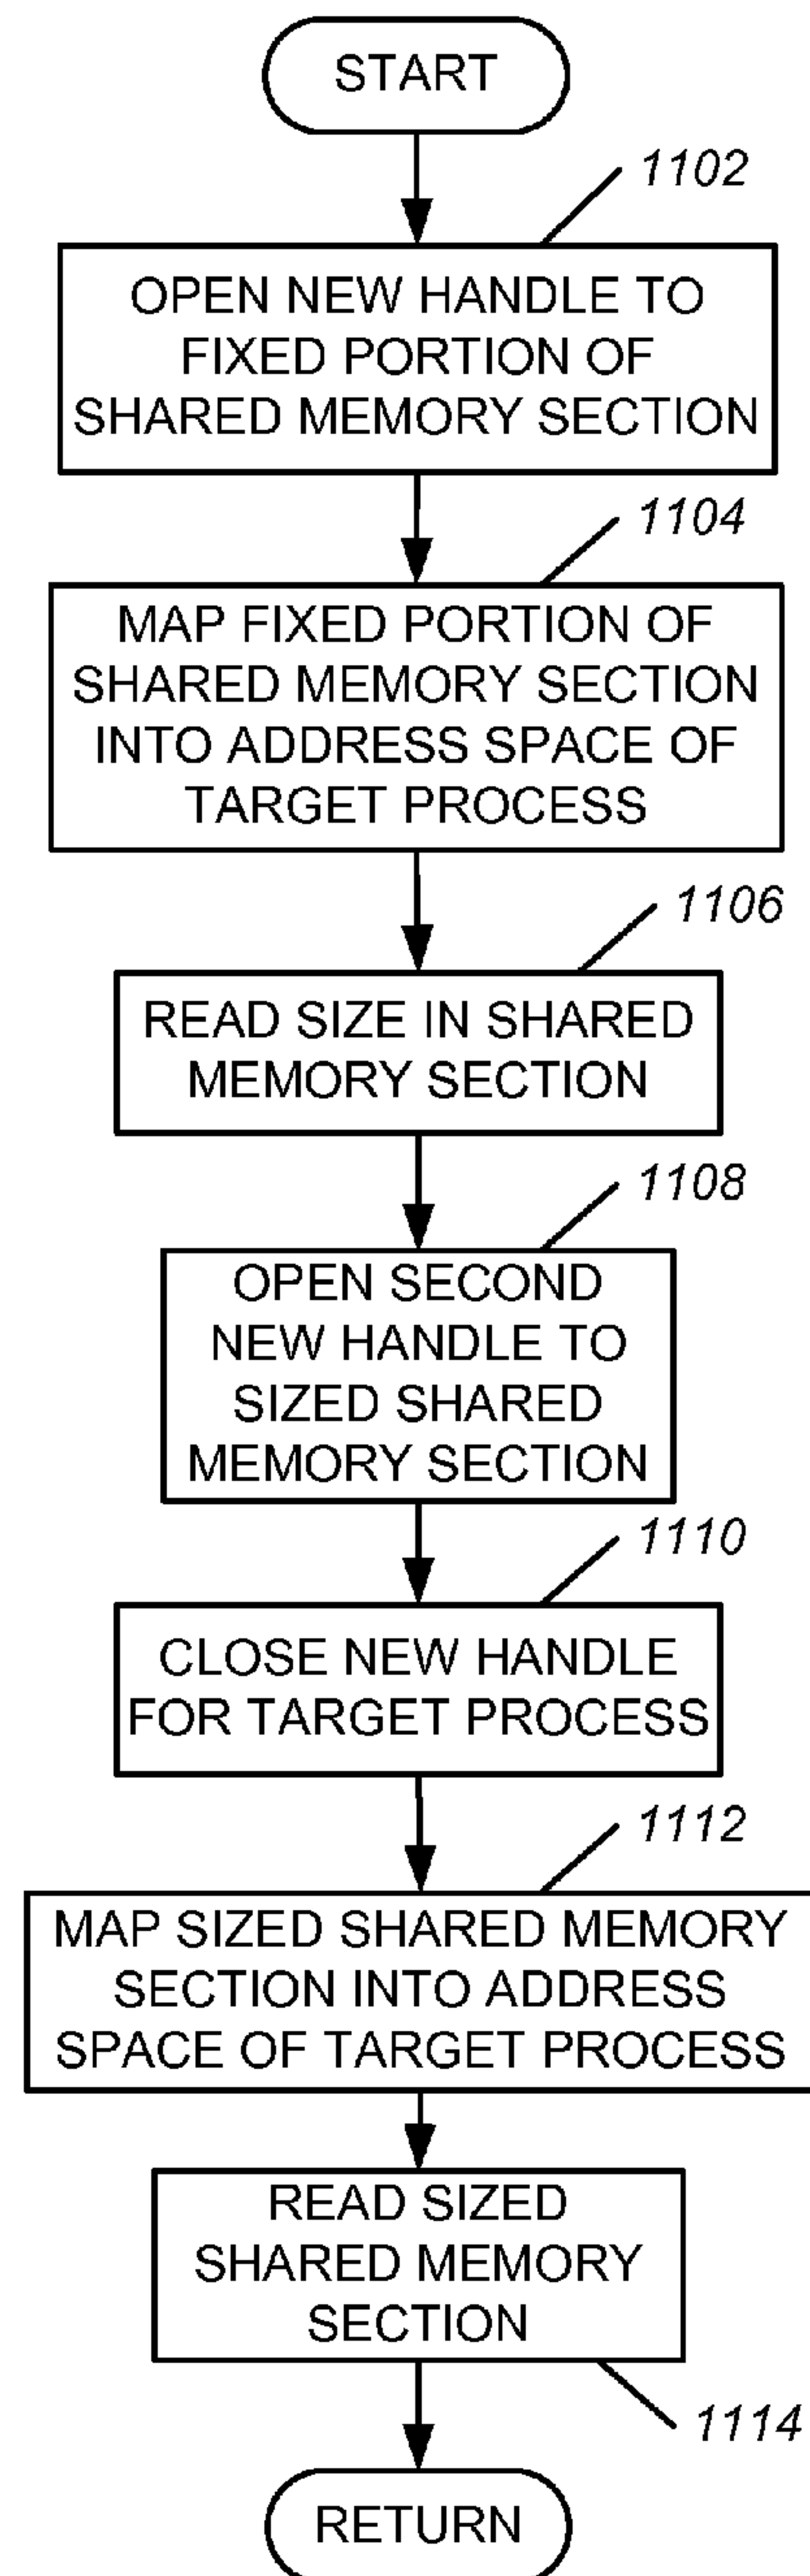 START
1102
OPEN NEW HANDLE TO
FIXED PORTION OF
SHARED MEMORY SECTION
1104
MAP FIXED PORTION OF
SHARED MEMORY SECTION
INTO ADDRESS SPACE OF
TARGET PROCESS
1106
READ SIZE IN SHARED
MEMORY SECTION
1108
OPEN SECOND
NEW HANDLE TO
SIZED SHARED
MEMORY SECTION
1110
CLOSE NEW HANDLE
FOR TARGET PROCESS
1112
MAP SIZED SHARED MEMORY
SECTION INTO ADDRESS
SPACE OF TARGET PROCESS
READ SIZED
SHARED MEMORY
SECTION
1114
RETURN